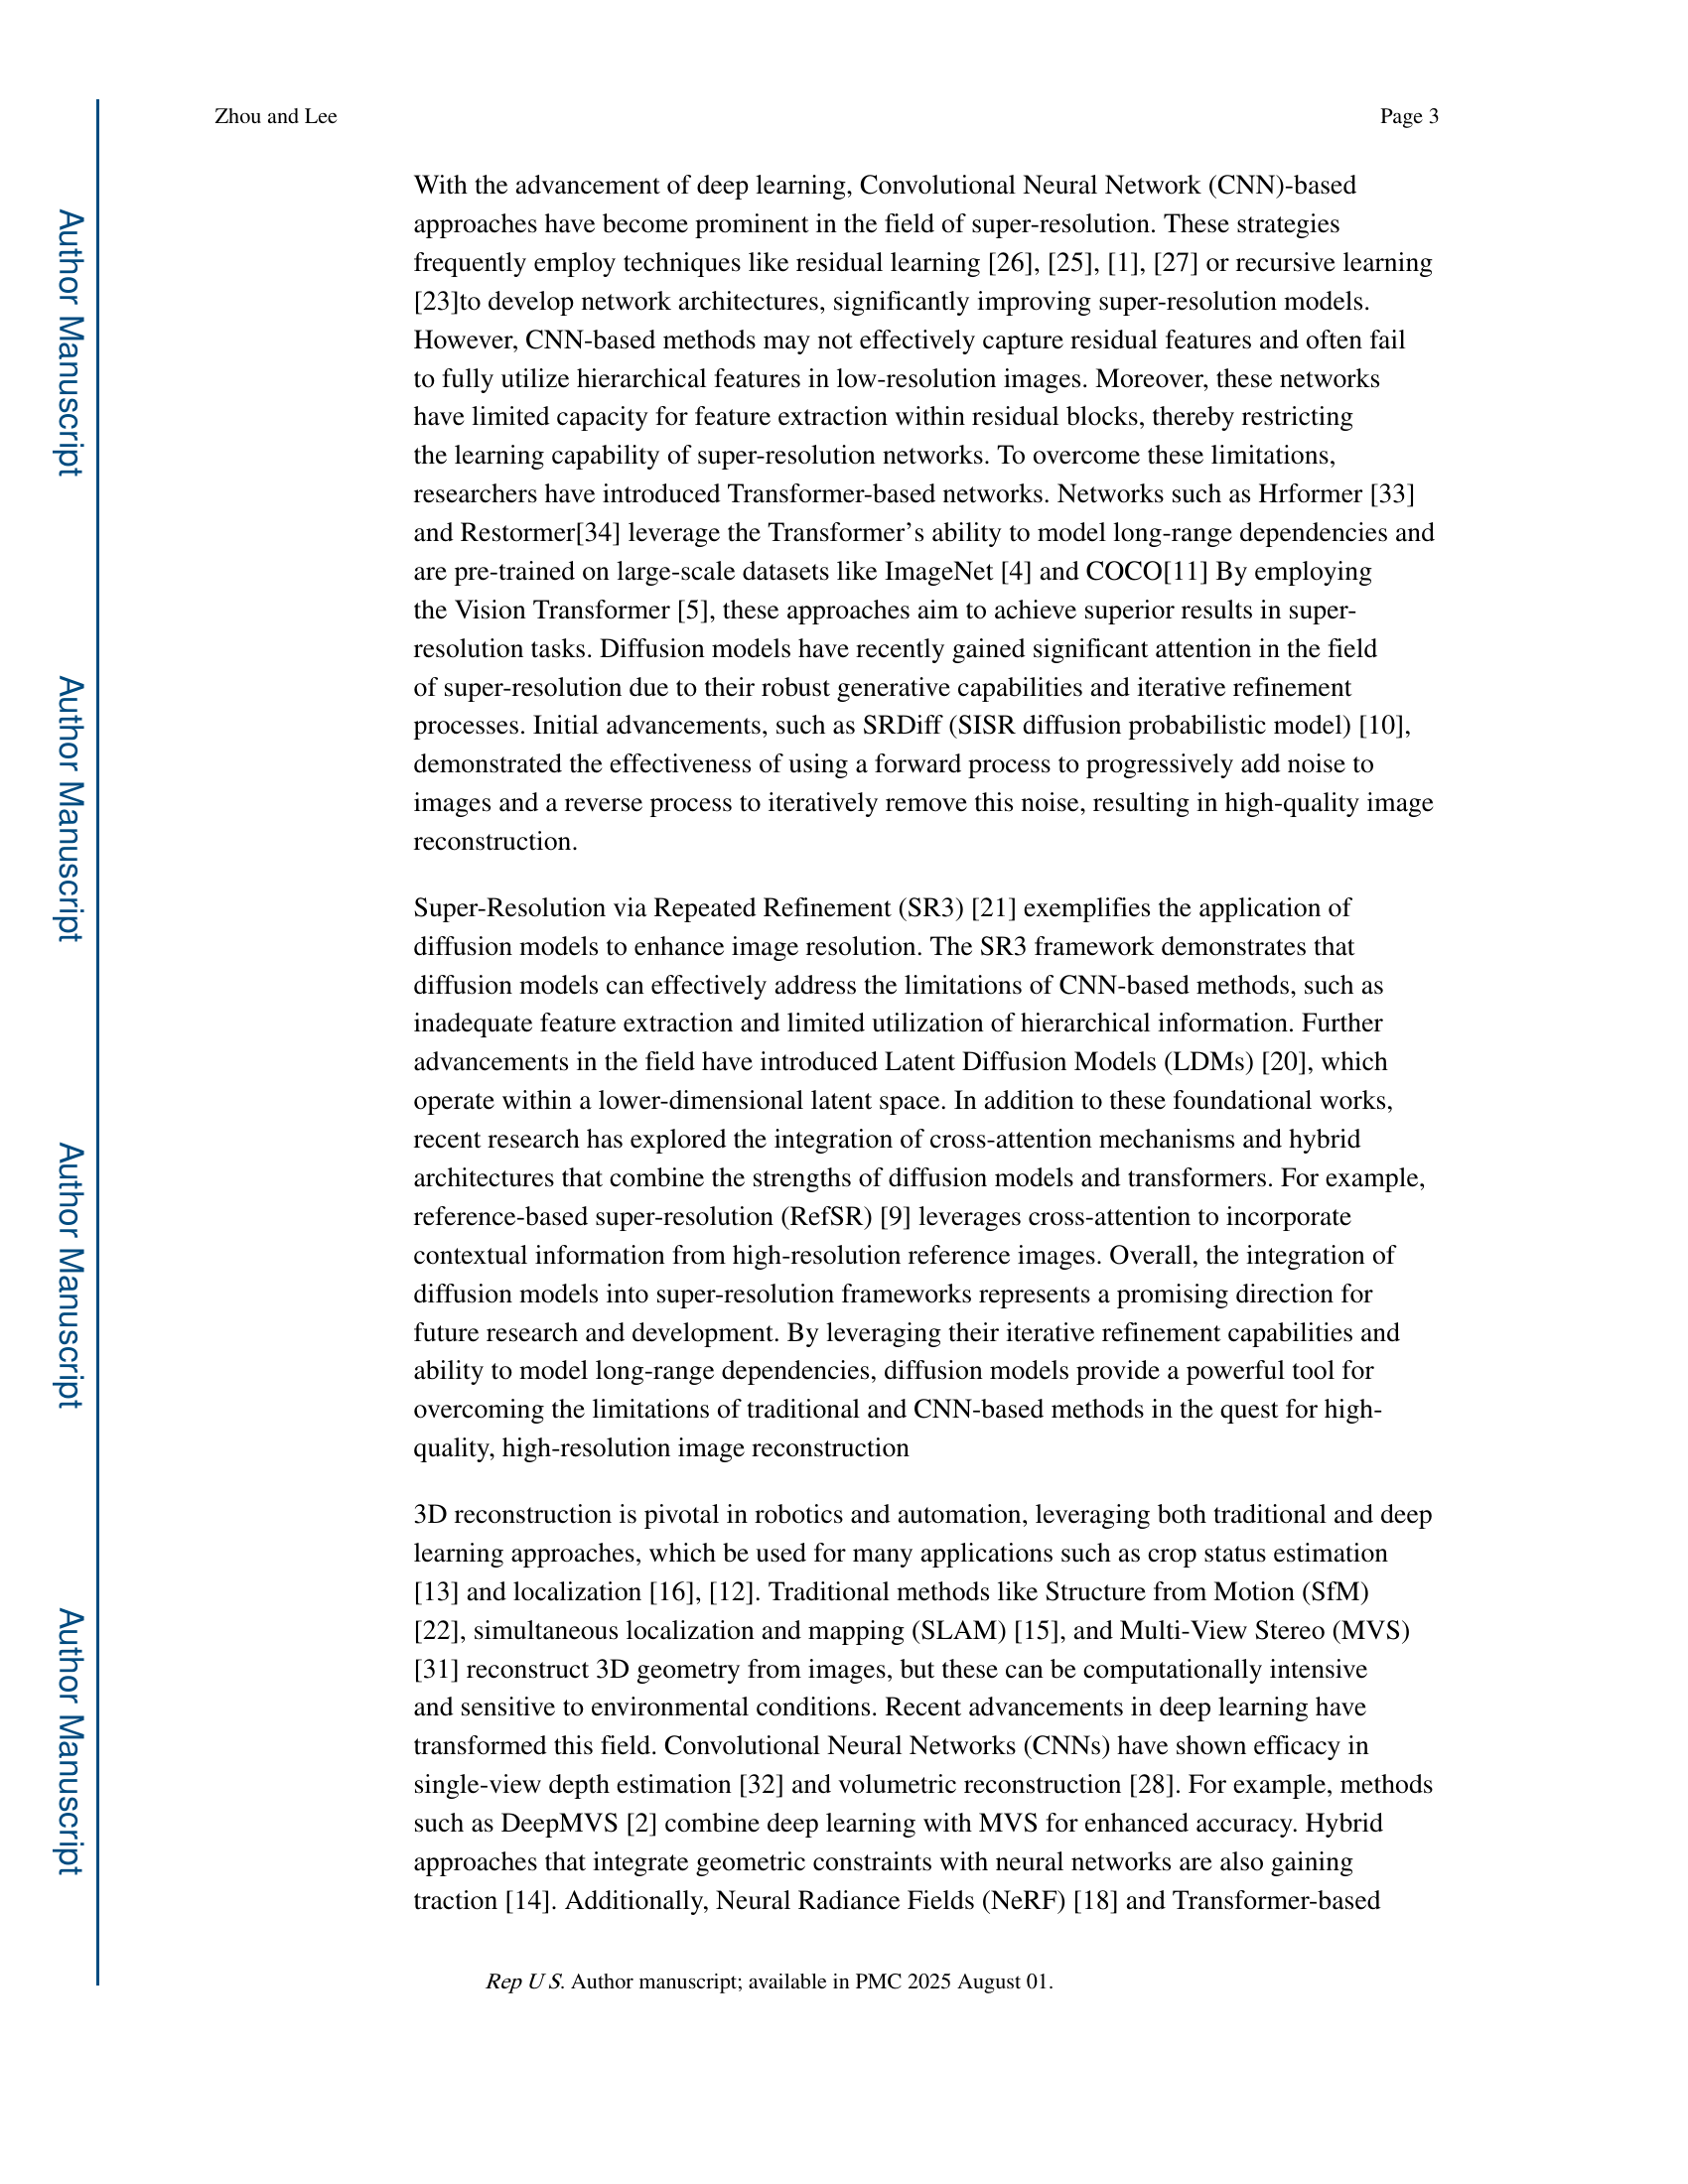 Zhou and Lee
Page 3
With the advancement of deep learning, Convolutional Neural Network (CNN)-based
approaches have become prominent in the field of super-resolution. These strategies
frequently employ techniques like residual learning [26], [25], [1], [27] or recursive learning
[23]to develop network architectures, significantly improving super-resolution models.
However, CNN-based methods may not effectively capture residual features and often fail
to fully utilize hierarchical features in low-resolution images. Moreover, these networks
have limited capacity for feature extraction within residual blocks, thereby restricting
the learning capability of super-resolution networks. To overcome these limitations,
researchers have introduced Transformer-based networks. Networks such as Hrformer [33]
and Restormer[34] leverage the Transformer’s ability to model long-range dependencies and
are pre-trained on large-scale datasets like ImageNet [4] and COCO[11] By employing
the Vision Transformer [5], these approaches aim to achieve superior results in super-
resolution tasks. Diffusion models have recently gained significant attention in the field
of super-resolution due to their robust generative capabilities and iterative refinement
processes. Initial advancements, such as SRDiff (SISR diffusion probabilistic model) [10],
demonstrated the effectiveness of using a forward process to progressively add noise to
images and a reverse process to iteratively remove this noise, resulting in high-quality image
reconstruction.
Super-Resolution via Repeated Refinement (SR3) [21] exemplifies the application of
diffusion models to enhance image resolution. The SR3 framework demonstrates that
diffusion models can effectively address the limitations of CNN-based methods, such as
inadequate feature extraction and limited utilization of hierarchical information. Further
advancements in the field have introduced Latent Diffusion Models (LDMs) [20], which
operate within a lower-dimensional latent space. In addition to these foundational works,
recent research has explored the integration of cross-attention mechanisms and hybrid
architectures that combine the strengths of diffusion models and transformers. For example,
reference-based super-resolution (RefSR) [9] leverages cross-attention to incorporate
contextual information from high-resolution reference images. Overall, the integration of
diffusion models into super-resolution frameworks represents a promising direction for
future research and development. By leveraging their iterative refinement capabilities and
ability to model long-range dependencies, diffusion models provide a powerful tool for
overcoming the limitations of traditional and CNN-based methods in the quest for high-
quality, high-resolution image reconstruction
3D reconstruction is pivotal in robotics and automation, leveraging both traditional and deep
learning approaches, which be used for many applications such as crop status estimation
[13] and localization [16], [12]. Traditional methods like Structure from Motion (SfM)
[22], simultaneous localization and mapping (SLAM) [15], and Multi-View Stereo (MVS)
[31] reconstruct 3D geometry from images, but these can be computationally intensive
and sensitive to environmental conditions. Recent advancements in deep learning have
transformed this field. Convolutional Neural Networks (CNNs) have shown efficacy in
single-view depth estimation [32] and volumetric reconstruction [28]. For example, methods
such as DeepMVS [2] combine deep learning with MVS for enhanced accuracy. Hybrid
approaches that integrate geometric constraints with neural networks are also gaining
traction [14]. Additionally, Neural Radiance Fields (NeRF) [18] and Transformer-based
Rep U S. Author manuscript; available in PMC 2025 August 01.
Author Manuscript
Author Manuscript
Author Manuscript
Author Manuscript